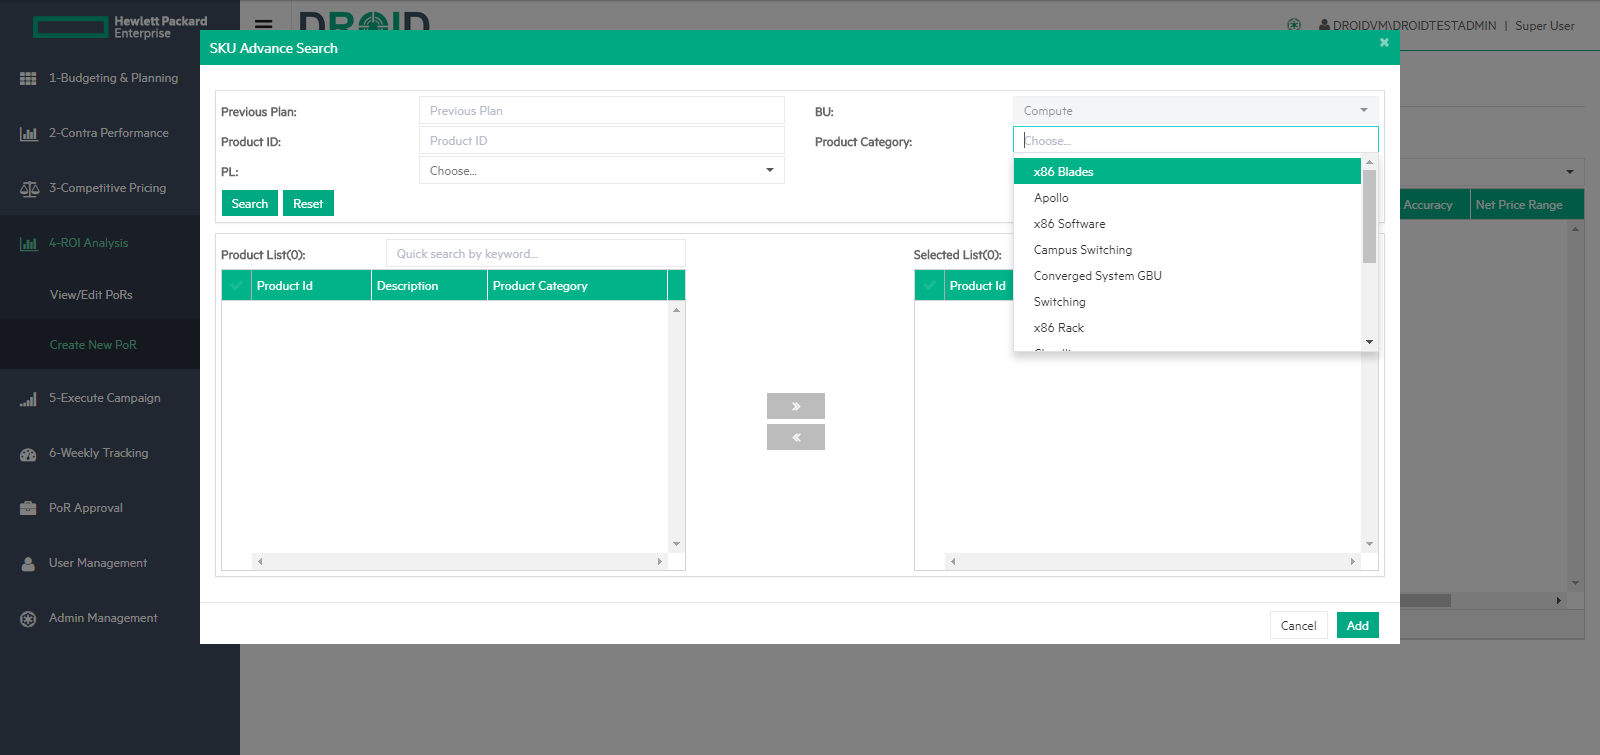 Hewlett Packard
Enterprise
DROID
DROIDVM\DROIDTESTADMIN | Super User
SKU Advance Search
1-Budgeting & Planning
2-Contra Performance
3-Competitive Pricing
4-ROI Analysis
View/Edit PoRs
Create New PoR
5-Execute Campaign
6-Weekly Tracking
PoR Approval
User Management
Admin Management
Previous Plan:
Previous Plan
BU:
Compute
Product ID:
Product ID
Product Category:
Choose...
PL:
Choose...
x86 Blades
Apollo
x86 Software
Campus Switching
Converged System GBU
Switching
x86 Rack
Search
Reset
Accuracy
Net Price Range
Product List(0):
Quick search by keyword...
Selected List(0):
Product Id
Description
Product Category
Product Id
Cancel
Add